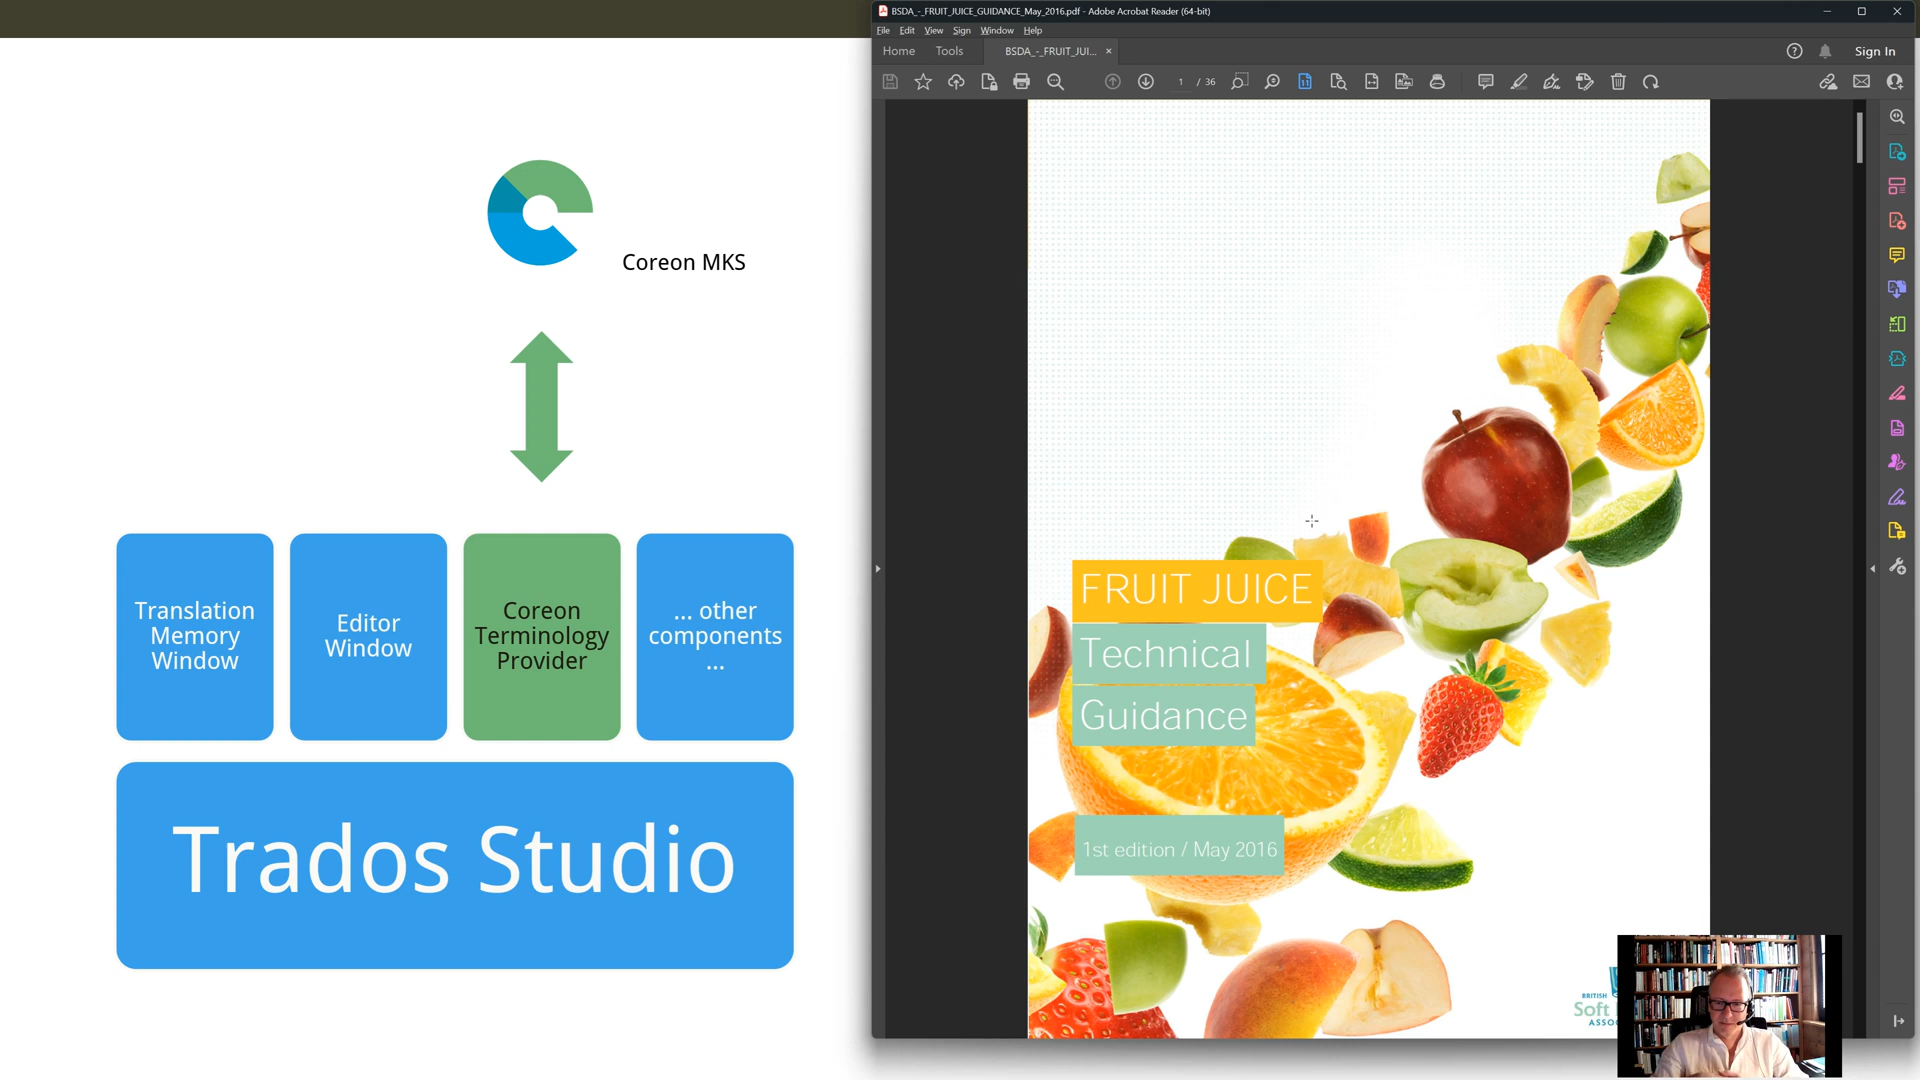 Coreon MKS
Translation
Memory
Window
Editor
Window
Coreon
Terminology
Provider
... other
components
...
Trados Studio
BSDA_-_FRUIT_JUICE_GUIDANCE_May_2016.pdf - Adobe Acrobat Reader (64-bit)
File Edit View Sign Window Help
Home Tools BSDA_-_FRUIT_JUI... × Sign In
1 / 36
FRUIT JUICE
Technical
Guidance
1st edition / May 2016
BRITISH
Soft